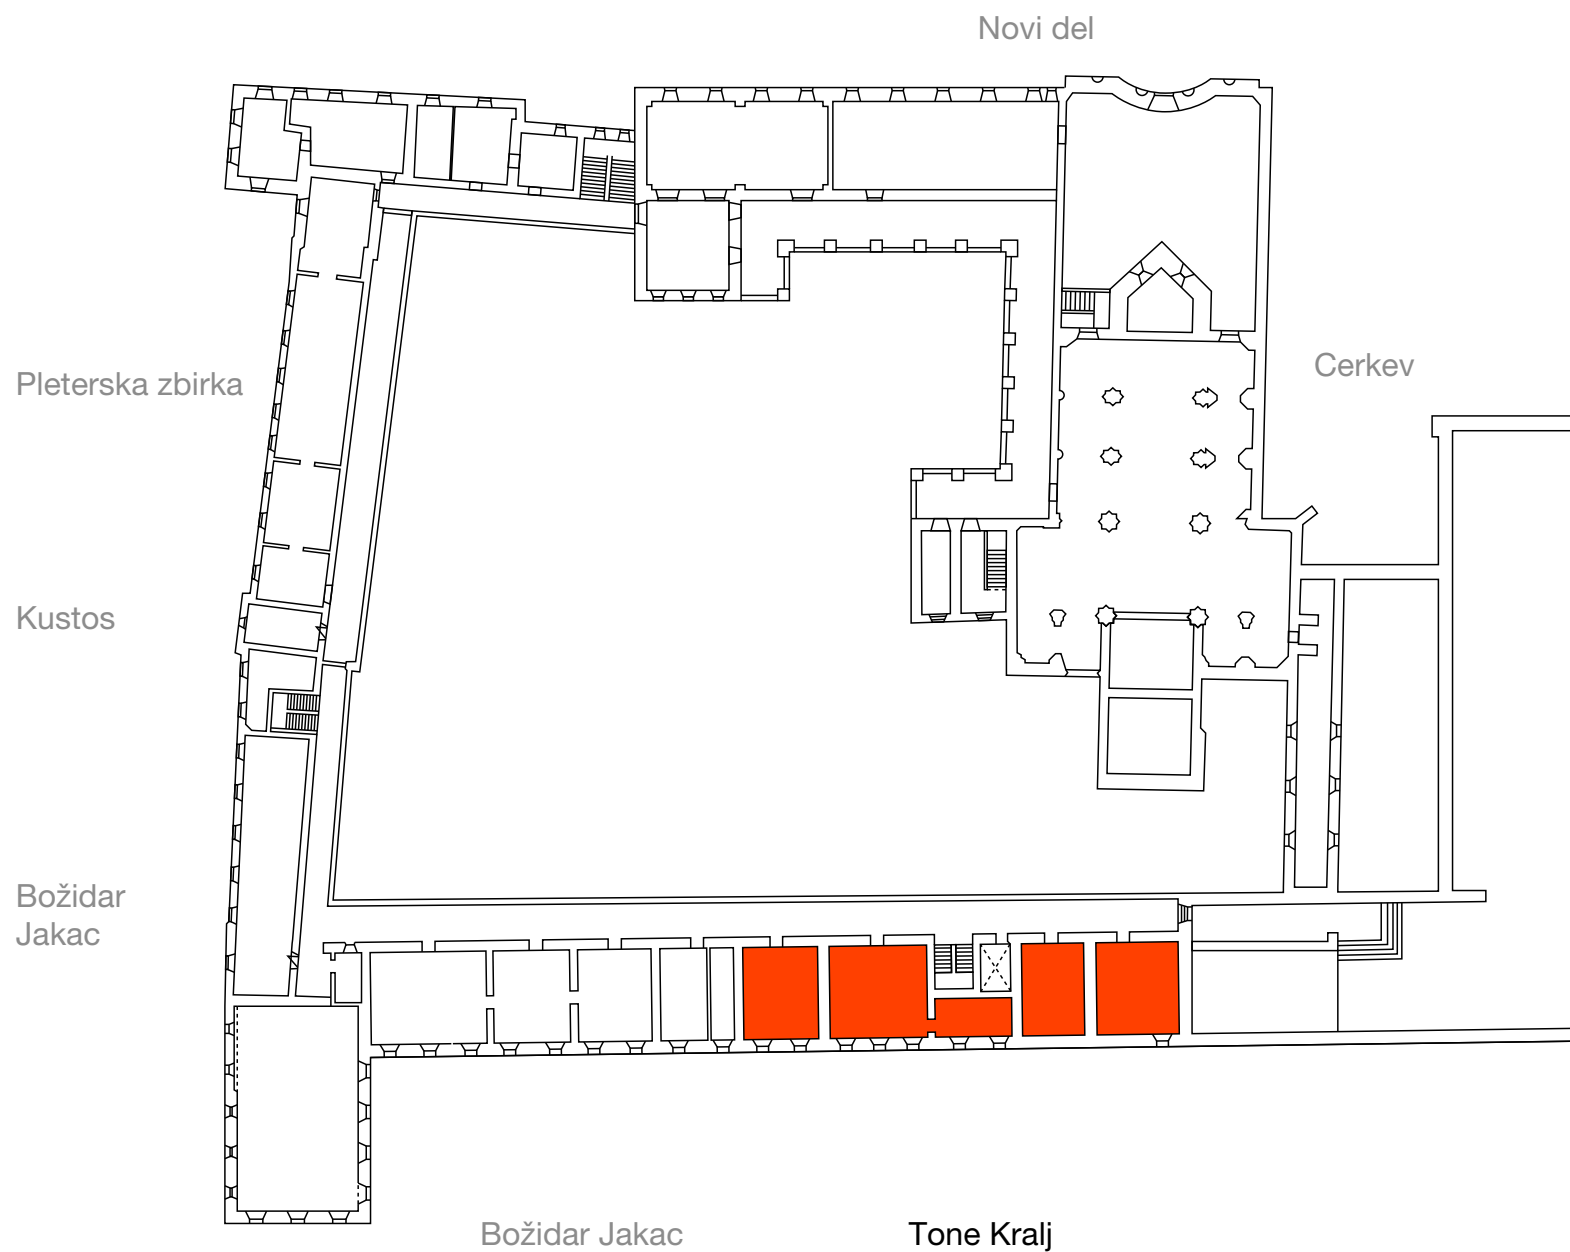 Novi del
Cerkev
Pleterska zbirka
Kustos
Božidar
Jakac
Božidar Jakac
Tone Kralj